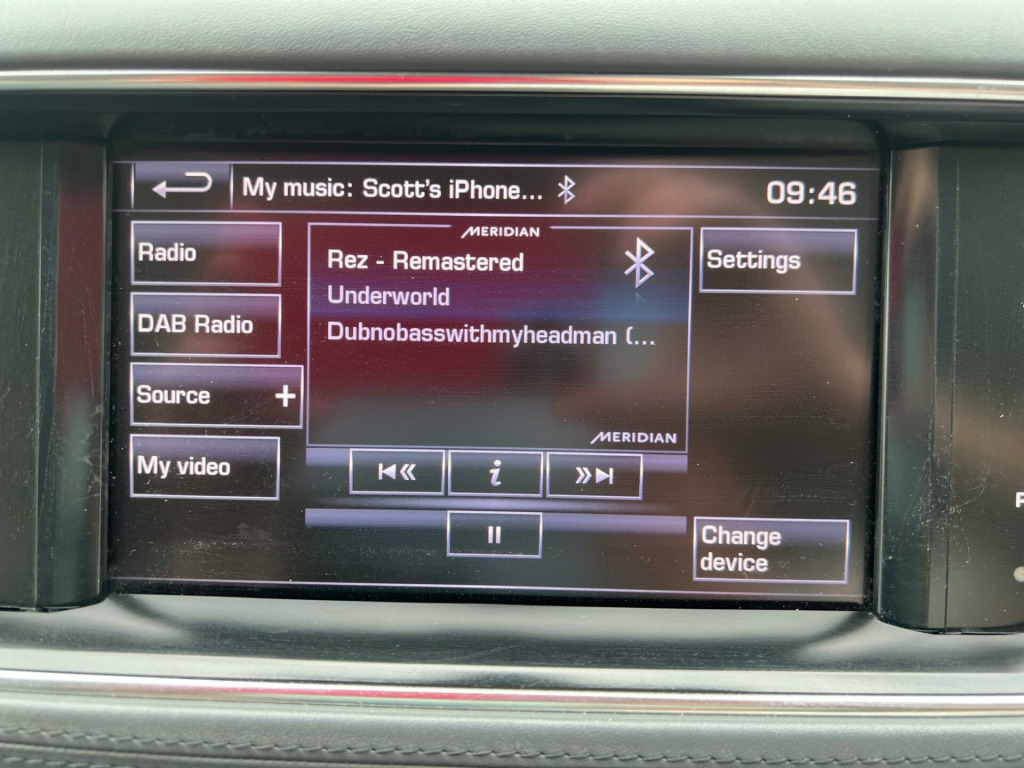 My music: Scott's iPhone... 09:46
MERIDIAN
Radio
Rez - Remastered
Settings
Underworld
DAB Radio
Dubnobasswithmyheadman (...
Source +
MERIDIAN
My video
i
Change
device
P